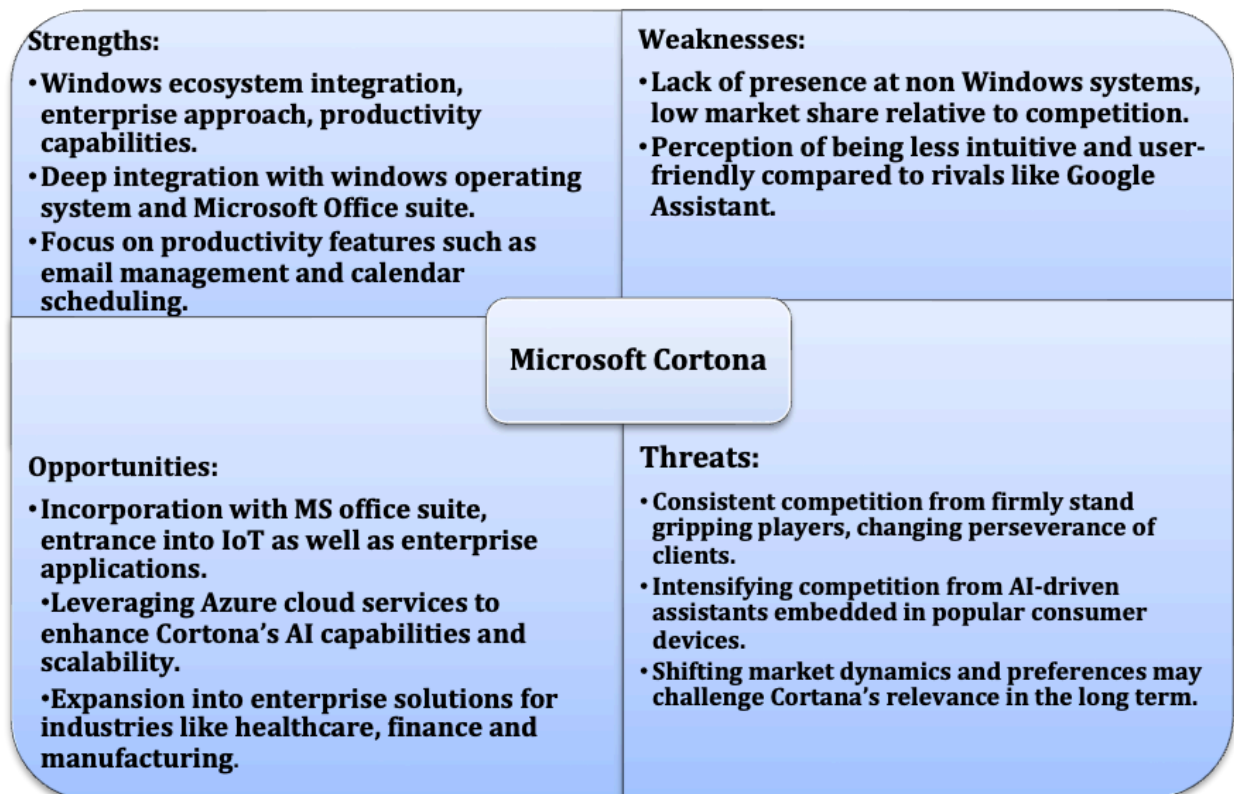 Strengths:
•Windows ecosystem integration,
enterprise approach, productivity
capabilities.
•Deep integration with windows operating
system and Microsoft Office suite.
•Focus on productivity features such as
email management and calendar
scheduling.
Weaknesses:
•Lack of presence at non Windows systems,
low market share relative to competition.
•Perception of being less intuitive and user-
friendly compared to rivals like Google
Assistant.
Microsoft Cortona
Opportunities:
•Incorporation with MS office suite,
entrance into IoT as well as enterprise
applications.
•Leveraging Azure cloud services to
enhance Cortona’s AI capabilities and
scalability.
•Expansion into enterprise solutions for
industries like healthcare, finance and
manufacturing.
Threats:
•Consistent competition from firmly stand
gripping players, changing perseverance of
clients.
•Intensifying competition from AI-driven
assistants embedded in popular consumer
devices.
•Shifting market dynamics and preferences may
challenge Cortana’s relevance in the long term.